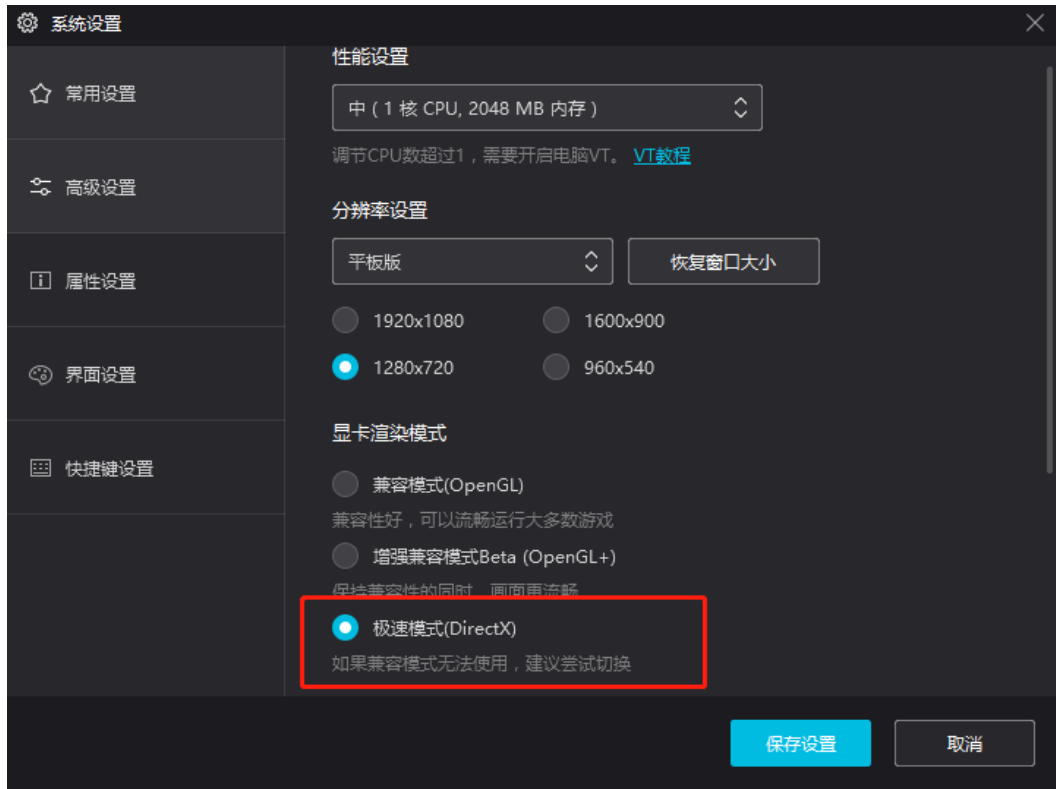 系统设置
常用设置
高级设置
属性设置
界面设置
快捷键设置
性能设置
中 ( 1 核 CPU, 2048 MB 内存 )
调节CPU数超过1，需要开启电脑VT。 VT教程
分辨率设置
平板版
恢复窗口大小
1920x1080
1600x900
1280x720
960x540
显卡渲染模式
兼容模式(OpenGL)
兼容性好，可以流畅运行大多数游戏
增强兼容模式Beta (OpenGL+)
保持兼容性的同时，画面更流畅
极速模式(DirectX)
如果兼容模式无法使用，建议尝试切换
保存设置
取消